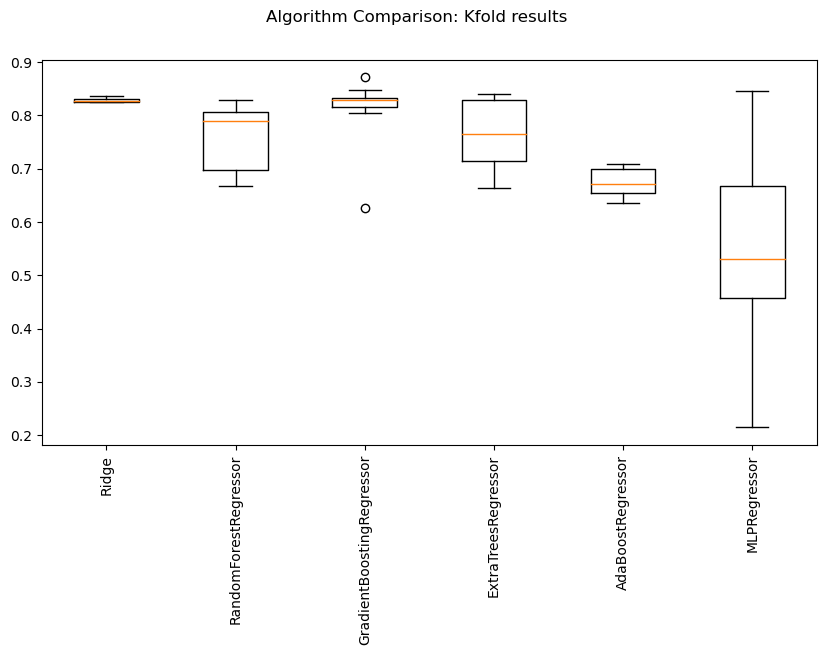 Algorithm Comparison: Kfold results
0.9
0.8
0.7
0.6
0.5
0.4
0.3
0.2
Ridge
RandomForestRegressor
GradientBoostingRegressor
ExtraTreesRegressor
AdaBoostRegressor
MLPRegressor